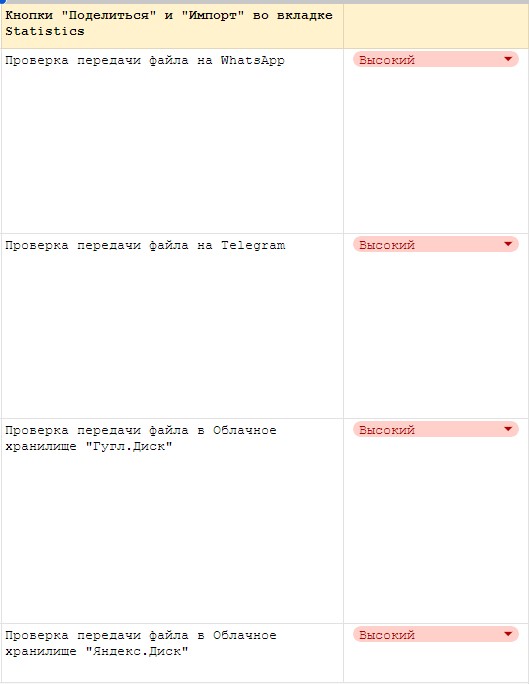 Кнопки "Поделиться" и "Импорт" во вкладке
Statistics
Проверка передачи файла на WhatsApp
Высокий
Проверка передачи файла на Telegram
Высокий
Проверка передачи файла в Облачное
хранилище "Гугл.Диск"
Высокий
Проверка передачи файла в Облачное
хранилище "Яндекс.Диск"
Высокий